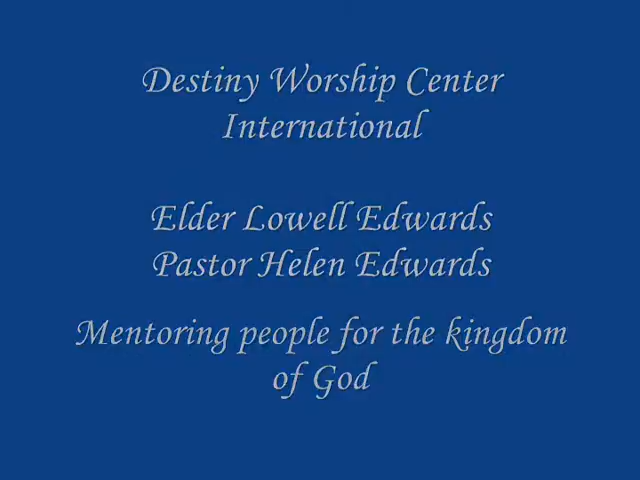 Destiny Worship Center
International
Elder Lowell Edwards
Pastor Helen Edwards
Mentoring people for the kingdom
of God